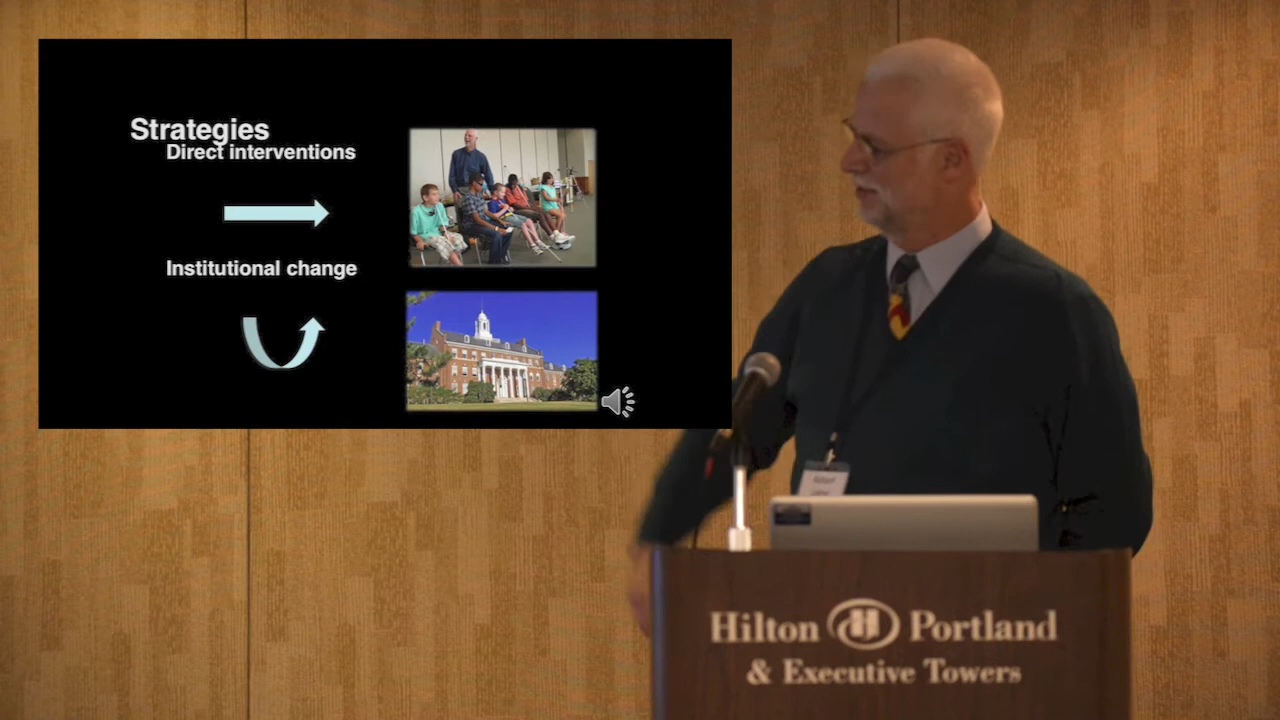 Strategies
Direct interventions
Institutional change
Hilton Portland
& Executive Towers